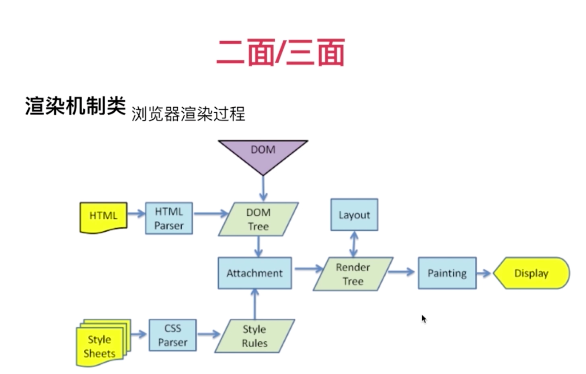 二面/三面
渲染机制类 浏览器渲染过程
DOM
HTML
HTML
Parser
DOM
Tree
Layout
Attachment
Render
Tree
Painting
Display
Style
Sheets
CSS
Parser
Style
Rules